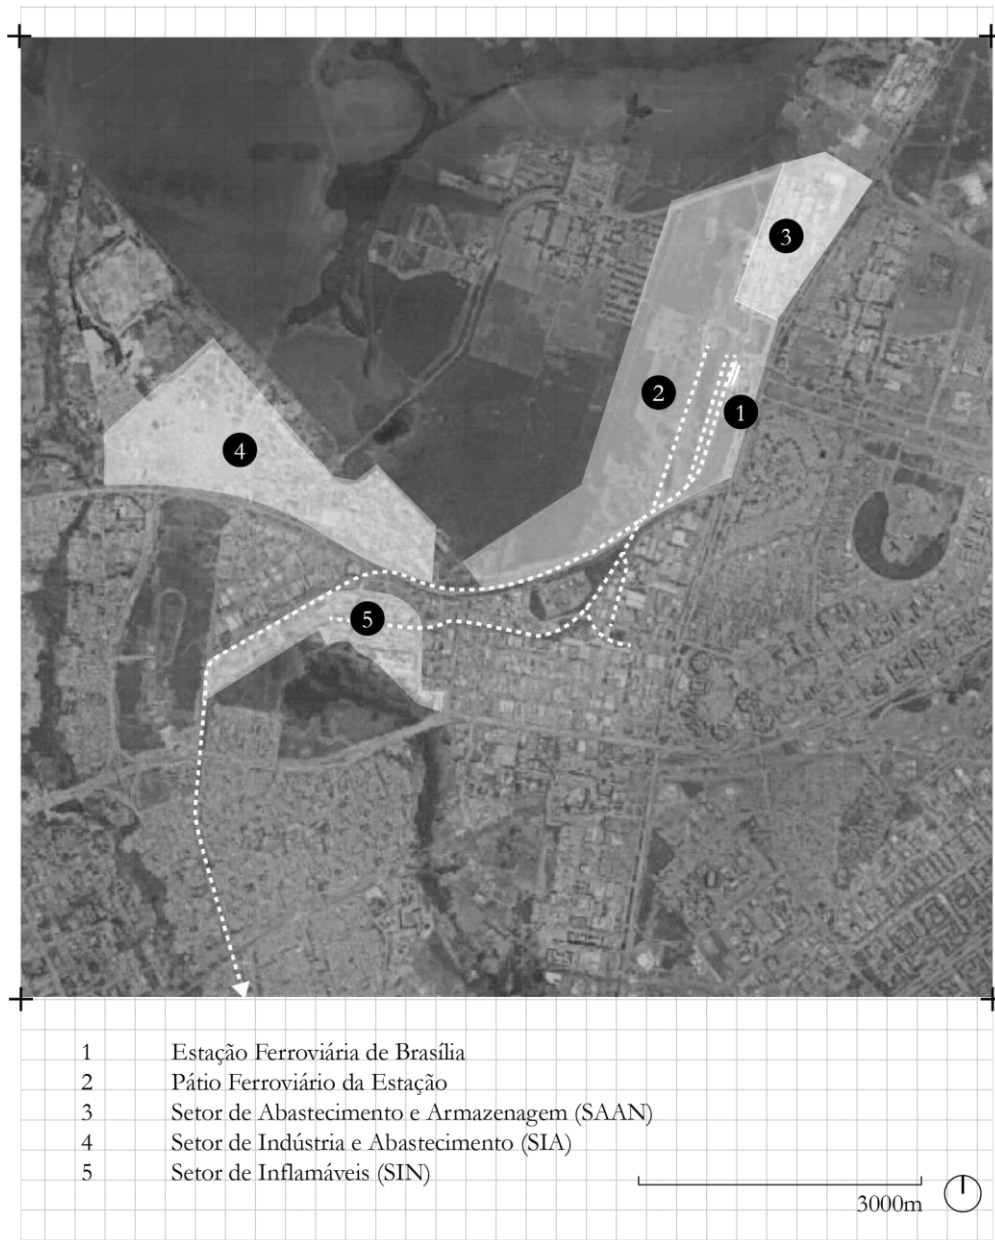 3
2
1
4
5
1 Estação Ferroviária de Brasília
2 Pátio Ferroviário da Estação
3 Setor de Abastecimento e Armazenagem (SAAN)
4 Setor de Indústria e Abastecimento (SIA)
5 Setor de Inflamáveis (SIN)
3000m